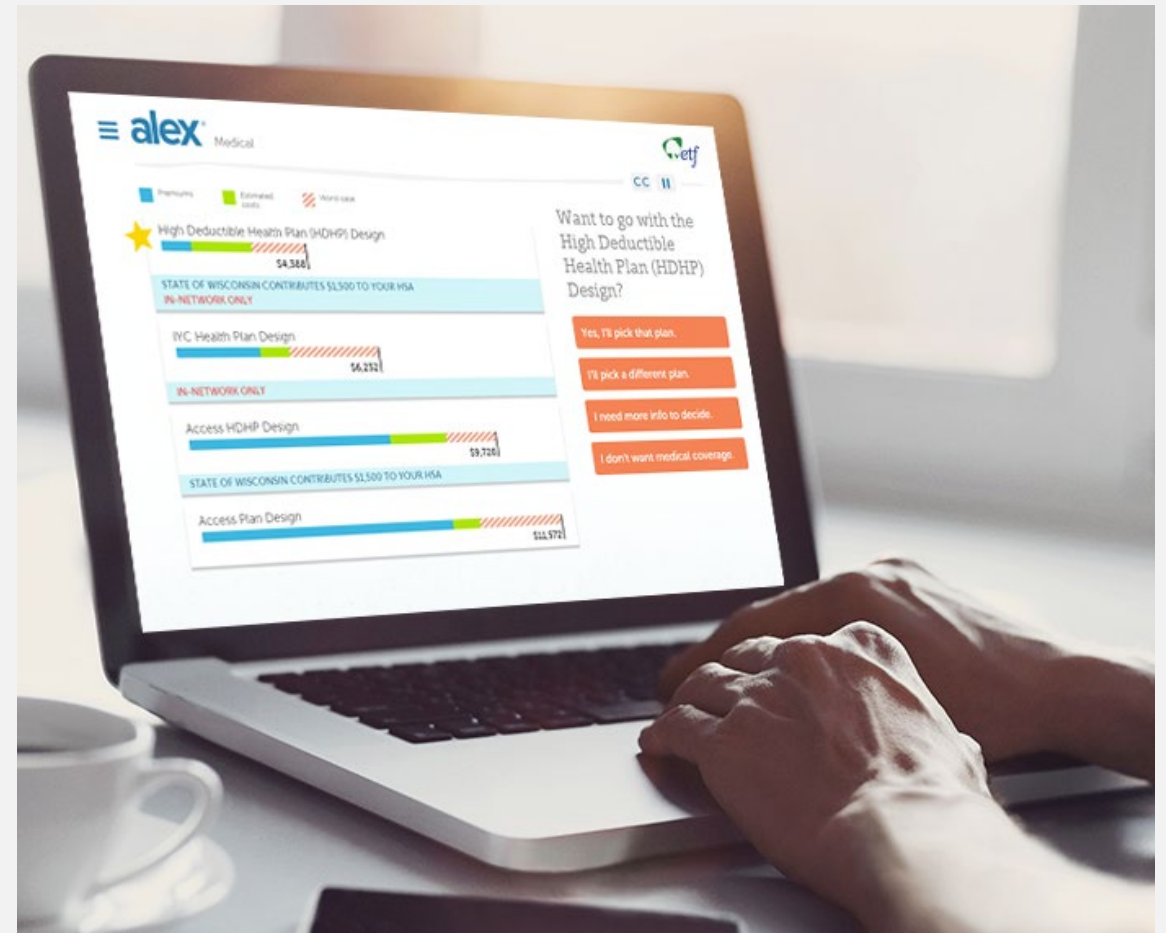 alex
Medical
etf
CC
Premiums
Estimated
costs
Worst case
High Deductible Health Plan (HDHP) Design
$4,388
STATE OF WISCONSIN CONTRIBUTES $1,500 TO YOUR HSA
IN-NETWORK ONLY
IYC Health Plan Design
$6,252
IN-NETWORK ONLY
Access HDHP Design
$9,728
STATE OF WISCONSIN CONTRIBUTES $1,500 TO YOUR HSA
Access Plan Design
$11,572
Want to go with the
High Deductible
Health Plan (HDHP)
Design?
Yes, I'll pick that plan.
I'll pick a different plan.
I need more info to decide.
I don't want medical coverage.